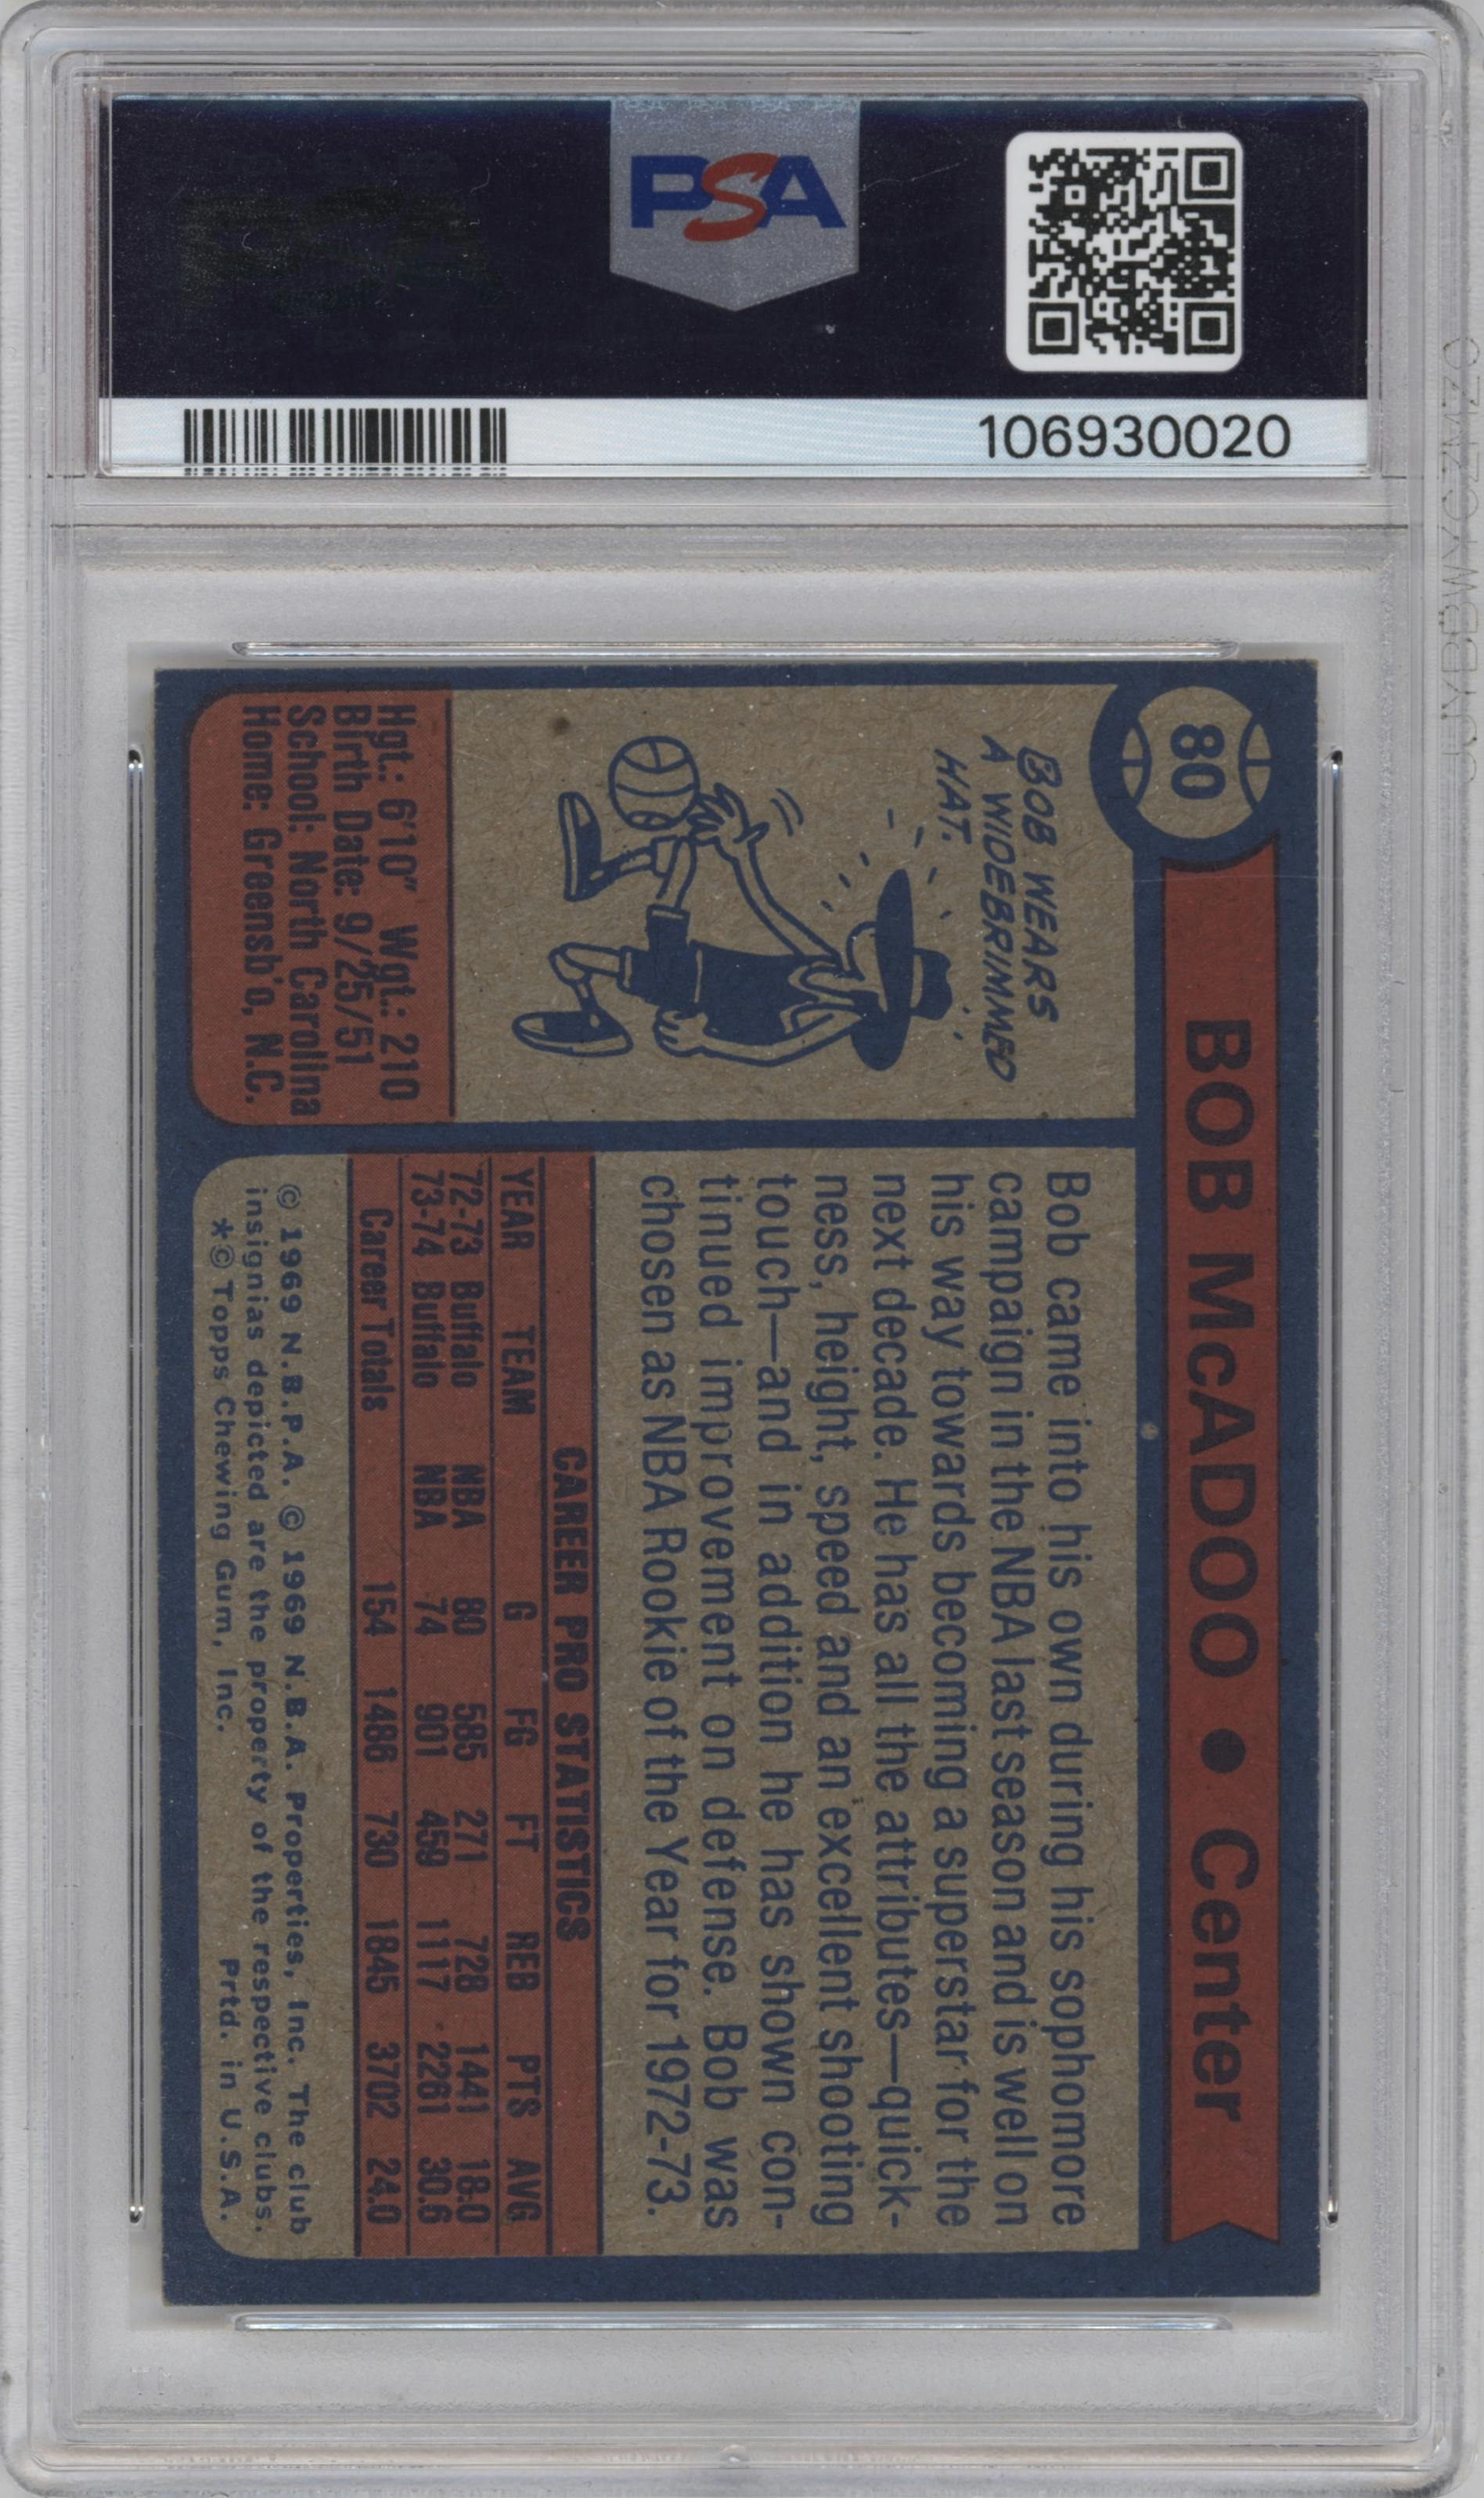 PSA
106930020
80
BOB McADOO • Center
BOB WEARS
A WIDEBRIMMED
HAT.
Hgt.: 6'10" Wgt.: 210
Birth Date: 9/25/51
School: North Carolina
Home: Greensb'o, N.C.
Bob came into his own during his sophomore
campaign in the NBA last season and is well on
his way towards becoming a superstar for the
next decade. He has all the attributes—quick-
ness, height, speed and an excellent shooting
touch—and in addition he has shown con-
tinued improvement on defense. Bob was
chosen as NBA Rookie of the Year for 1972-73.
CAREER PRO STATISTICS
YEAR TEAM G FG FT REB PTS AVG
72-73 Buffalo NBA 80 585 271 728 1441 18.0
73-74 Buffalo NBA 74 901 459 1117 2261 30.6
Career Totals 154 1486 730 1845 3702 24.0
© 1969 N.B.P.A. © 1969 N.B.A. Properties, Inc. The club
insignias depicted are the property of the respective clubs.
*© Topps Chewing Gum, Inc. Prtd. in U.S.A.